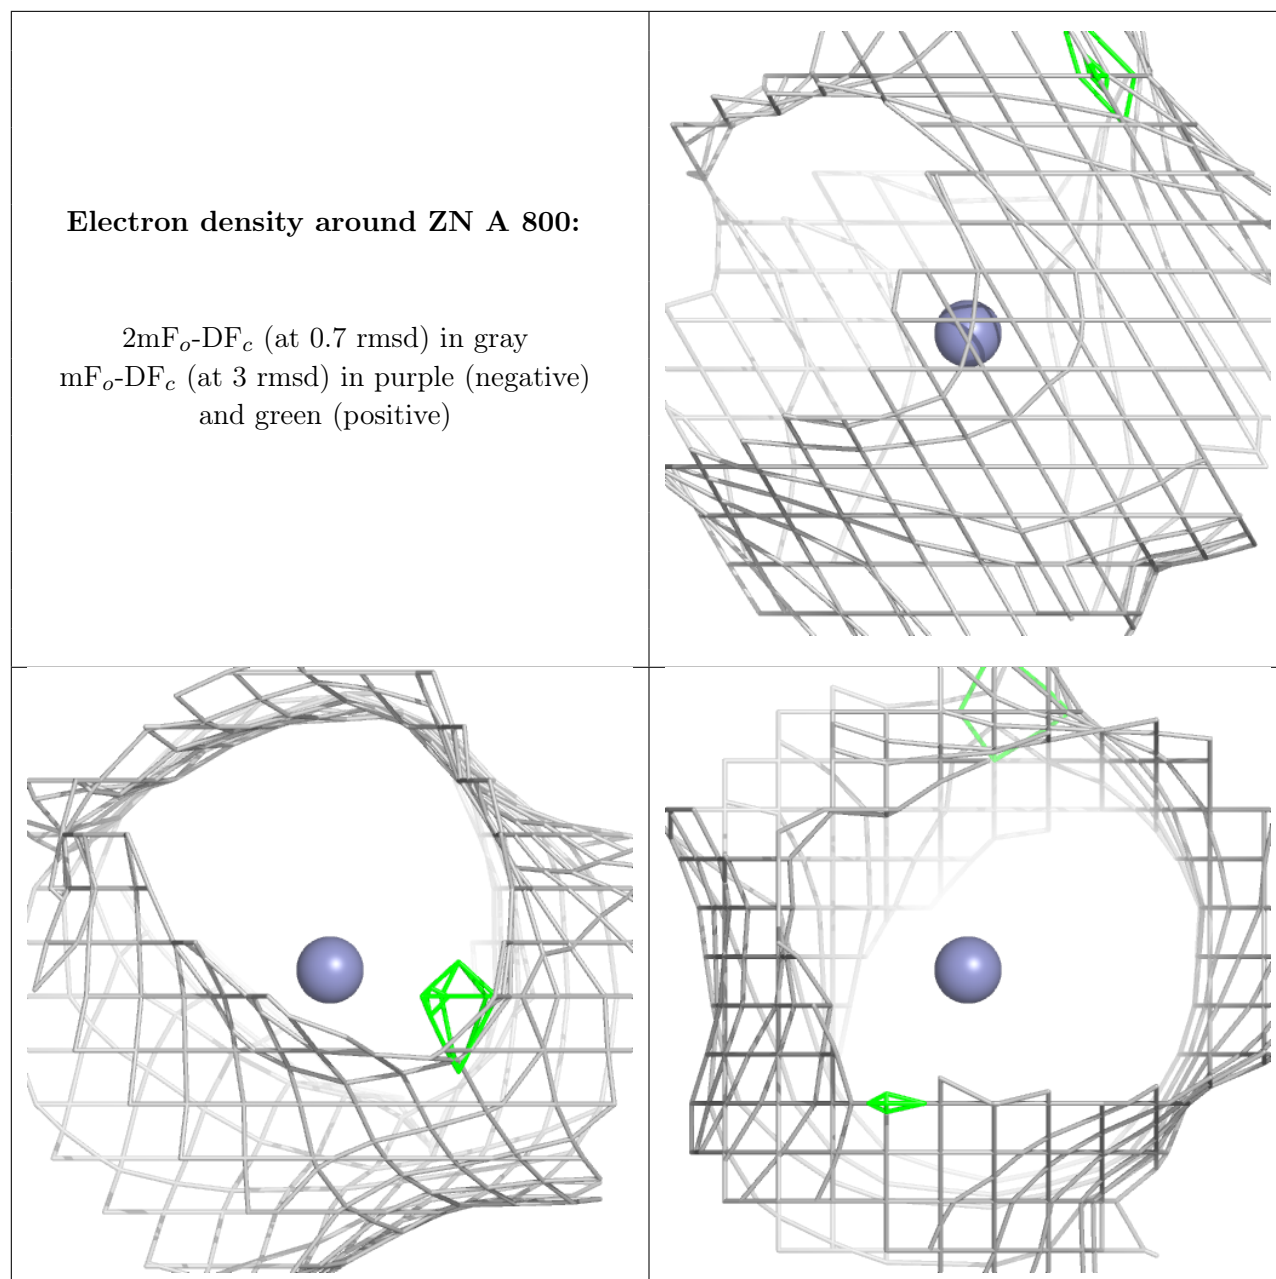 Electron density around ZN A 800:
2mFₒ-DF𝒸 (at 0.7 rmsd) in gray
mFₒ-DF𝒸 (at 3 rmsd) in purple (negative)
and green (positive)